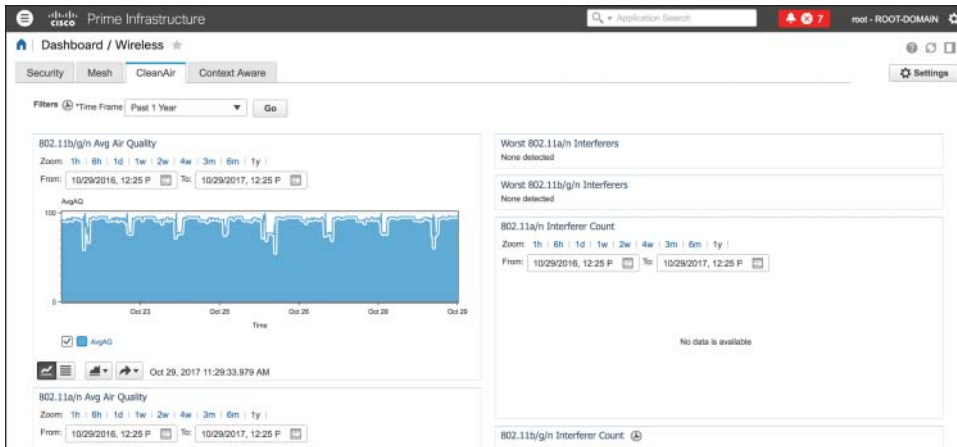 cisco Prime Infrastructure
Application Search
7
root - ROOT-DOMAIN
Dashboard / Wireless
Security Mesh CleanAir Context Aware
Settings
Filters *Time Frame Past 1 Year Go
802.11b/g/n Avg Air Quality
Zoom: 1h | 6h | 1d | 1w | 2w | 4w | 3m | 6m | 1y |
From: 10/29/2016, 12:25 P To: 10/29/2017, 12:25 P
AvgAQ
100
0
Oct 23 Oct 25 Oct 26 Oct 28 Oct 29
Time
AvgAQ
Oct 29, 2017 11:29:33.979 AM
802.11a/n Avg Air Quality
Zoom: 1h | 6h | 1d | 1w | 2w | 4w | 3m | 6m | 1y |
From: 10/29/2016, 12:25 P To: 10/29/2017, 12:25 P
Worst 802.11a/n Interferers
None detected
Worst 802.11b/g/n Interferers
None detected
802.11a/n Interferer Count
Zoom: 1h | 6h | 1d | 1w | 2w | 4w | 3m | 6m | 1y |
From: 10/29/2016, 12:25 P To: 10/29/2017, 12:25 P
No data is available
802.11b/g/n Interferer Count